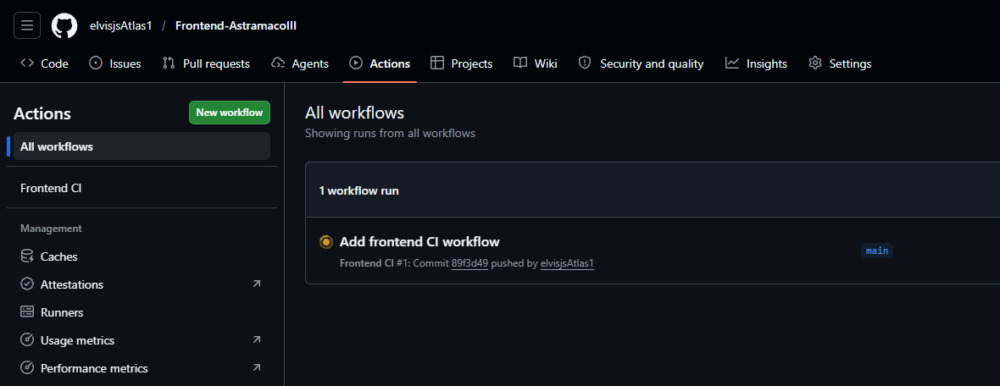 elvisjsAtlas1 / Frontend-AstramacoIII
Code Issues Pull requests Agents Actions Projects Wiki Security and quality Insights Settings
Actions
New workflow
All workflows
Frontend CI
Management
Caches
Attestations
Runners
Usage metrics
Performance metrics
All workflows
Showing runs from all workflows
1 workflow run
Add frontend CI workflow
Frontend CI #1: Commit 89f3d49 pushed by elvisjsAtlas1
main